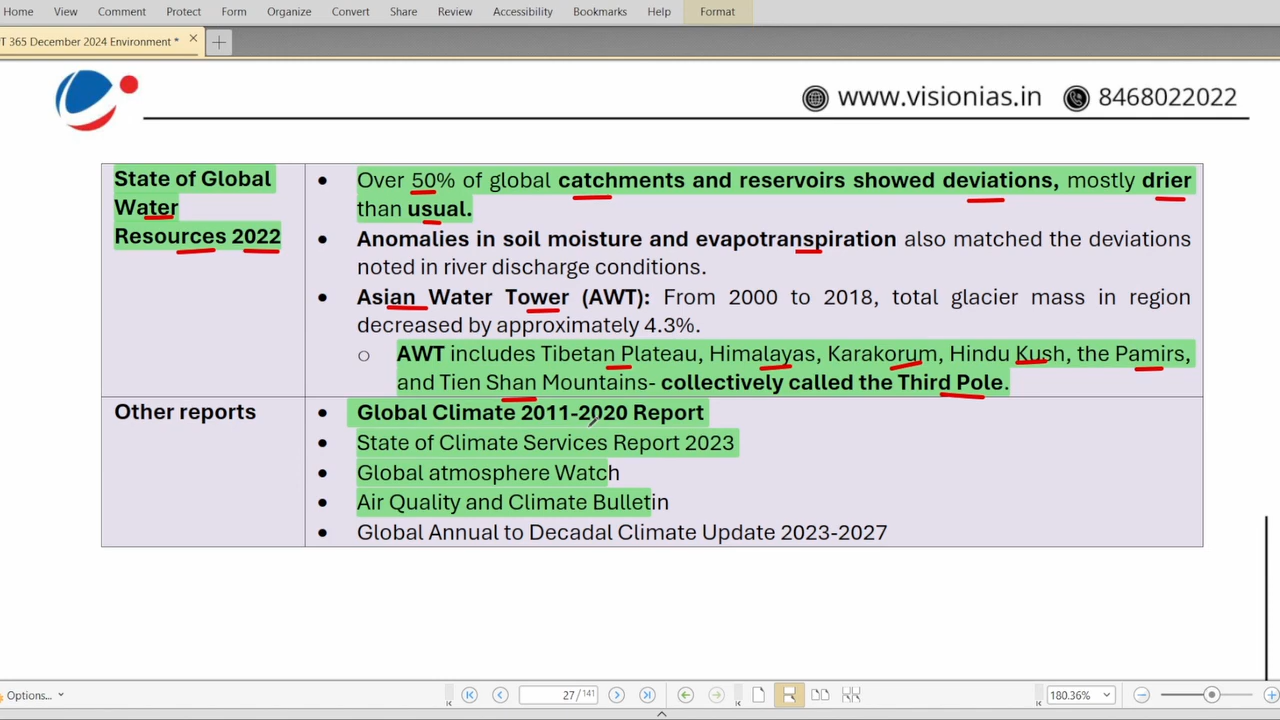 Home View Comment Protect Form Organize Convert Share Review Accessibility Bookmarks Help Format
T 365 December 2024 Environment *
www.visionias.in 8468022022
State of Global
Water
Resources 2022
• Over 50% of global catchments and reservoirs showed deviations, mostly drier
than usual.
• Anomalies in soil moisture and evapotranspiration also matched the deviations
noted in river discharge conditions.
• Asian Water Tower (AWT): From 2000 to 2018, total glacier mass in region
decreased by approximately 4.3%.
o AWT includes Tibetan Plateau, Himalayas, Karakorum, Hindu Kush, the Pamirs,
and Tien Shan Mountains- collectively called the Third Pole.
Other reports
• Global Climate 2011-2020 Report
• State of Climate Services Report 2023
• Global atmosphere Watch
• Air Quality and Climate Bulletin
• Global Annual to Decadal Climate Update 2023-2027
Options... 27 /141 180.36%